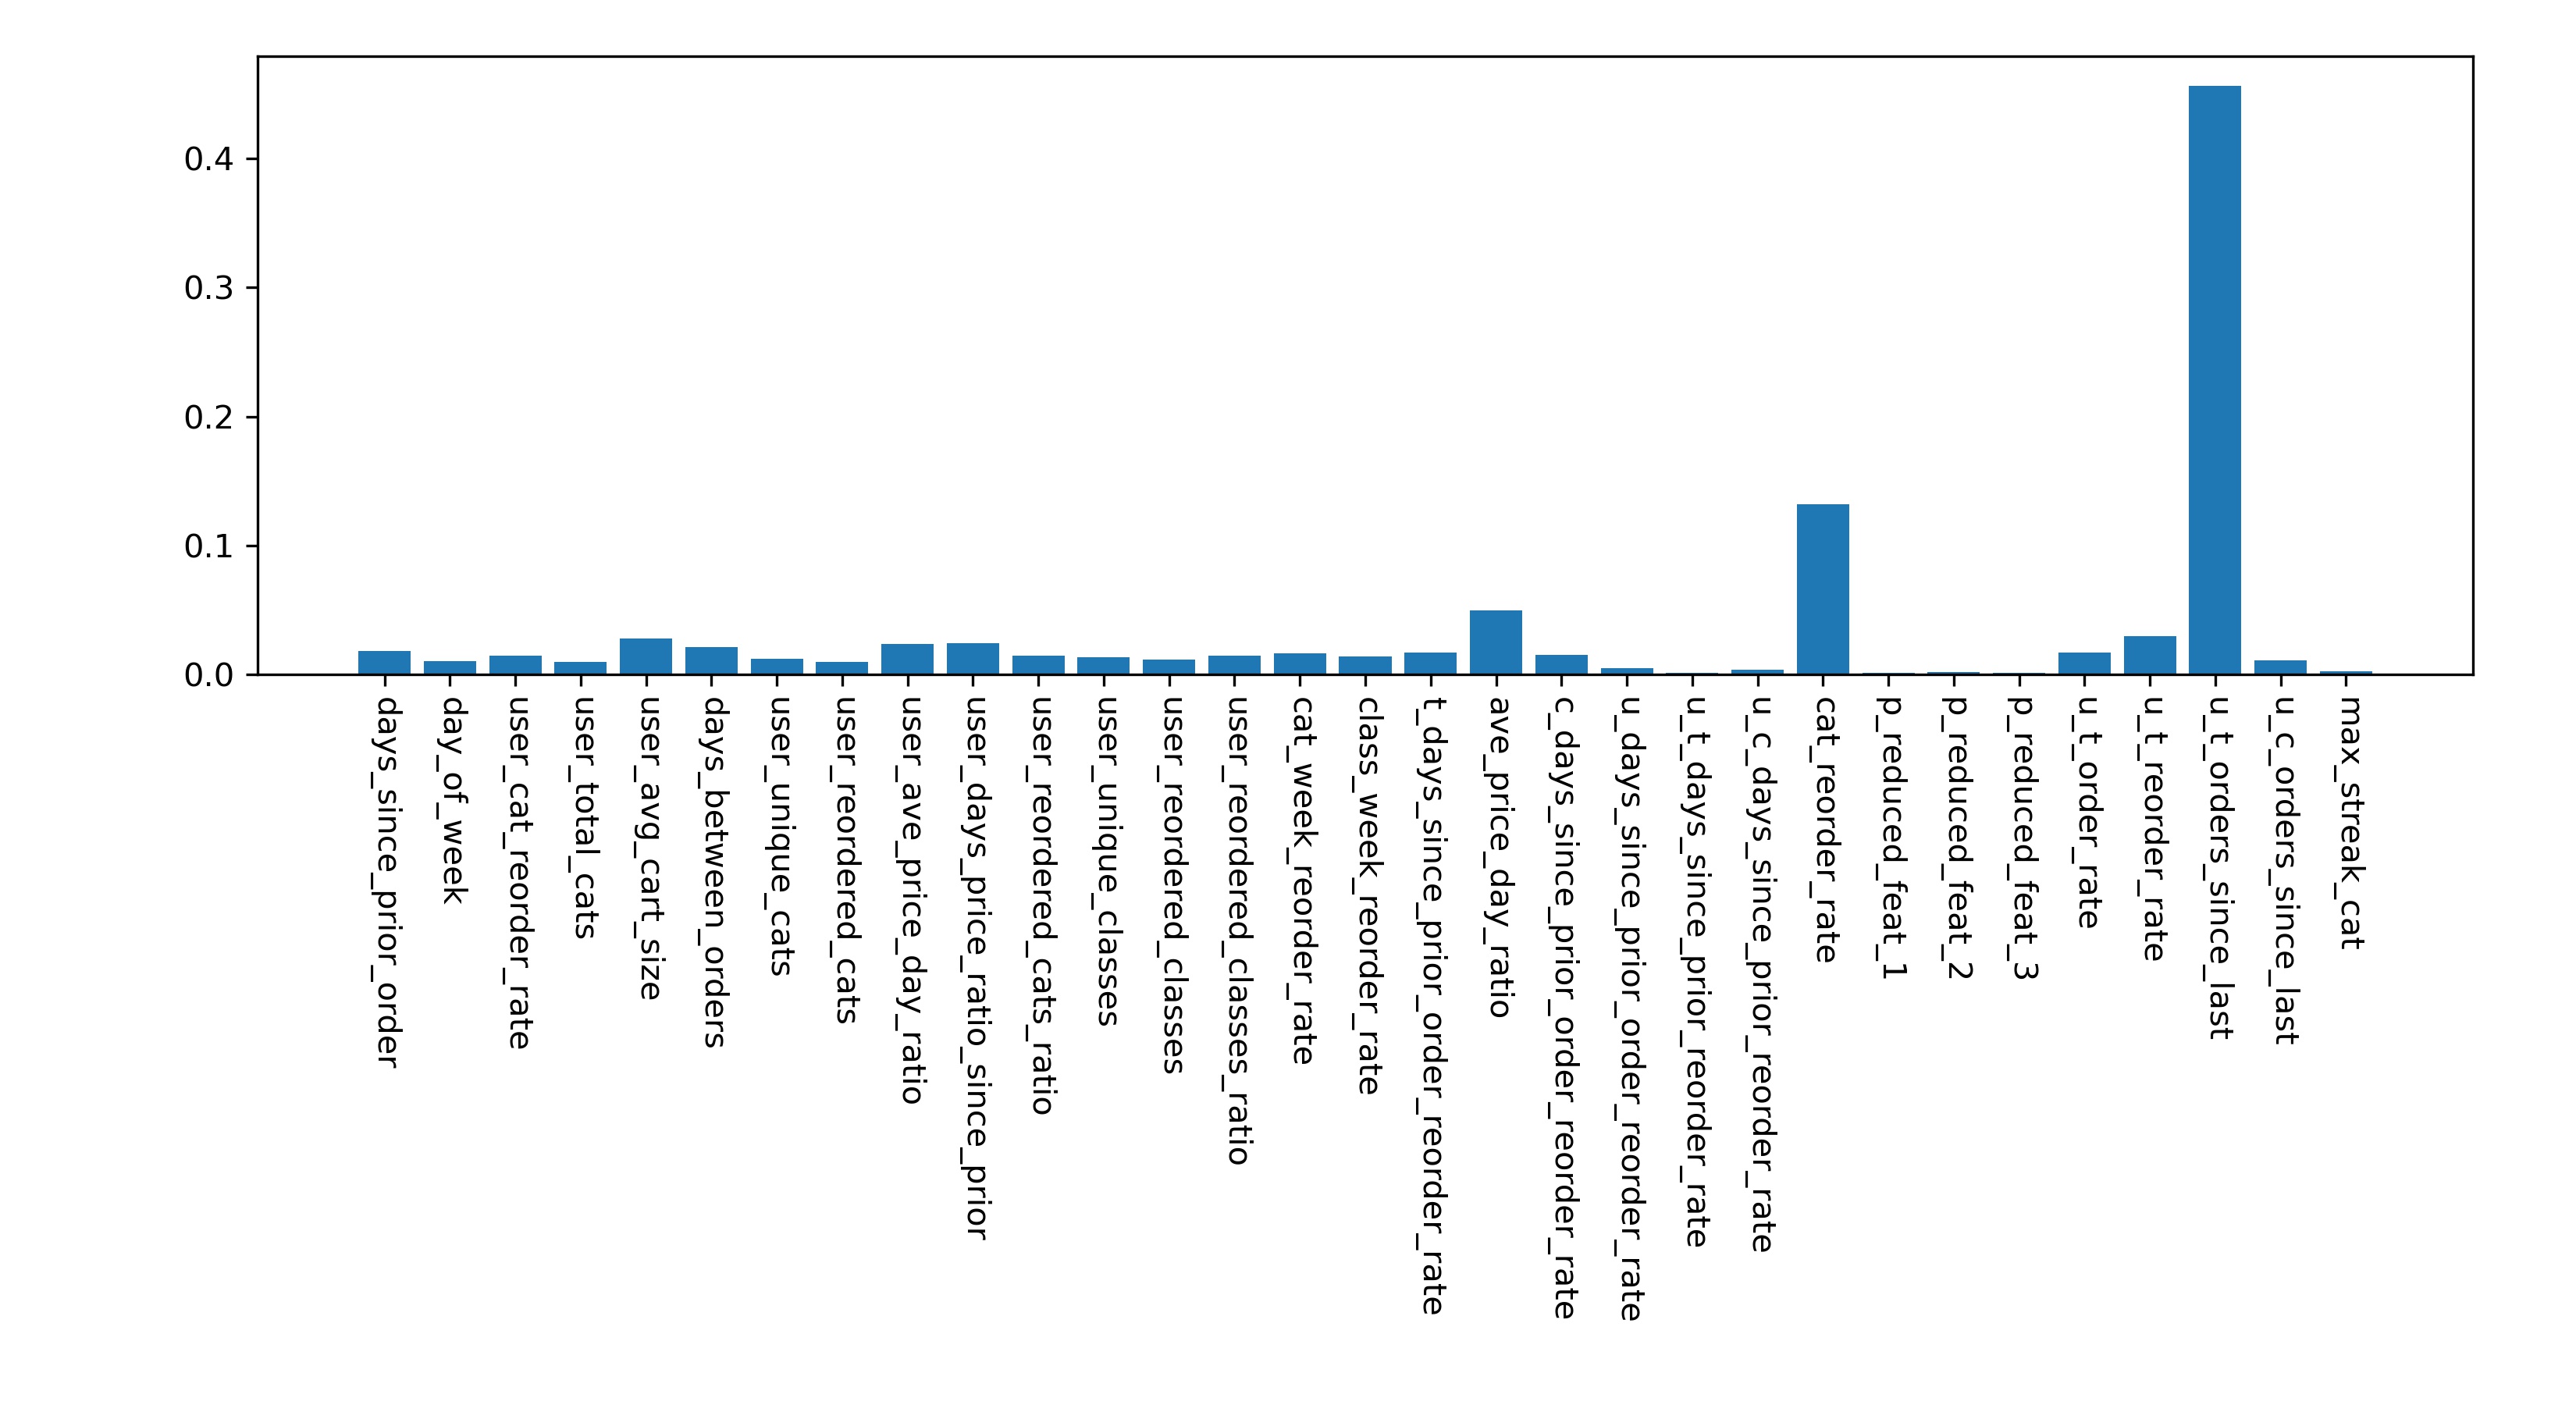 0.4
0.3
0.2
0.1
0.0
days_since_prior_order
day_of_week
user_cat_reorder_rate
user_total_cats
user_avg_cart_size
days_between_orders
user_unique_cats
user_reordered_cats
user_ave_price_day_ratio
user_days_price_ratio_since_prior
user_reordered_cats_ratio
user_unique_classes
user_reordered_classes
user_reordered_classes_ratio
cat_week_reorder_rate
class_week_reorder_rate
t_days_since_prior_order_reorder_rate
ave_price_day_ratio
c_days_since_prior_order_reorder_rate
u_days_since_prior_order_reorder_rate
u_t_days_since_prior_reorder_rate
u_c_days_since_prior_reorder_rate
cat_reorder_rate
p_reduced_feat_1
p_reduced_feat_2
p_reduced_feat_3
u_t_order_rate
u_t_reorder_rate
u_t_orders_since_last
u_c_orders_since_last
max_streak_cat